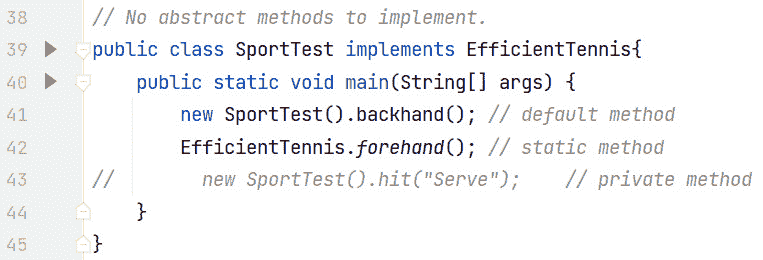 38 // No abstract methods to implement.
39 public class SportTest implements EfficientTennis{
40     public static void main(String[] args) {
41         new SportTest().backhand(); // default method
42         EfficientTennis.forehand(); // static method
43 //        new SportTest().hit("Serve");    // private method
44     }
45 }